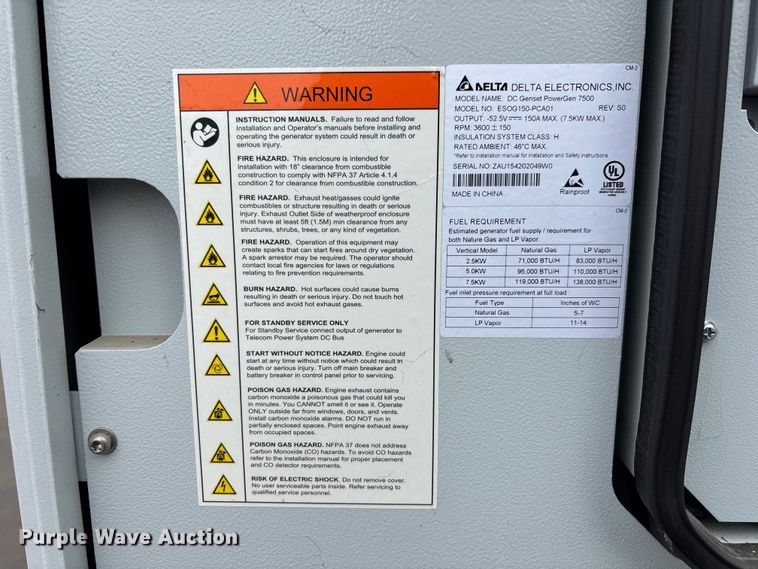 WARNING
INSTRUCTION MANUALS. Failure to read and follow
Installation and Operator's manuals before installing and
operating the generator system could result in death or
serious injury.
FIRE HAZARD. This enclosure is intended for
installation with 18" clearance from combustible
construction to comply with NFPA 37 Article 4.1.4
condition 2 for clearance from combustible construction.
FIRE HAZARD. Exhaust heat/gasses could ignite
combustibles or structure resulting in death or serious
injury. Exhaust Outlet Side of weatherproof enclosure
must have at least 5ft (1.5M) min clearance from any
structures, shrubs, trees, or any kind of vegetation.
FIRE HAZARD. Operation of this equipment may
create sparks that can start fires around dry vegetation.
A spark arrestor may be required. The operator should
contact local fire agencies for laws or regulations
relating to fire prevention requirements.
BURN HAZARD. Hot surfaces could cause burns
resulting in death or serious injury. Do not touch hot
surfaces and avoid hot exhaust gases.
FOR STANDBY SERVICE ONLY
For Standby Service connect output of generator to
Telecom Power System DC Bus
START WITHOUT NOTICE HAZARD. Engine could
start at any time without notice which could result in
death or serious injury. Turn off main breaker and
battery breaker in control panel prior to servicing.
POISON GAS HAZARD. Engine exhaust contains
carbon monoxide a poisonous gas that could kill you
in minutes. You CANNOT smell it or see it. Operate
ONLY outside far from windows, doors, and vents.
Install carbon monoxide alarms. DO NOT run in
partially enclosed spaces. Point engine exhaust away
from occupied spaces.
POISON GAS HAZARD. NFPA 37 does not address
Carbon Monoxide (CO) hazards. To avoid CO hazards
refer to the installation manual for proper placement
and CO detector requirements.
RISK OF ELECTRIC SHOCK. Do not remove cover.
No user serviceable parts inside. Refer servicing to
qualified service personnel.
CM-2
DELTA DELTA ELECTRONICS,INC.
MODEL NAME: DC Genset PowerGen 7500
MODEL NO: ESOG150-PCA01 REV: S0
OUTPUT: -52.5V 150A MAX. (7.5KW MAX.)
RPM: 3600 ± 150
INSULATION SYSTEM CLASS: H
RATED AMBIENT: 46°C MAX.
*Refer to installation manual for installation and Safety instructions
SERIAL NO: ZAU154202049W0
MADE IN CHINA
Rainproof
UL
LISTED
CM-2
FUEL REQUIREMENT
Estimated generator fuel supply / requirement for
both Nature Gas and LP Vapor.
Vertical Model Natural Gas LP Vapor
2.5KW 71,000 BTU/H 83,000 BTU/H
5.0KW 95,000 BTU/H 110,000 BTU/H
7.5KW 119,000 BTU/H 138,000 BTU/H
Fuel inlet pressure requirement at full load :
Fuel Type Inches of WC
Natural Gas 5-7
LP Vapor 11-14
Purple Wave Auction